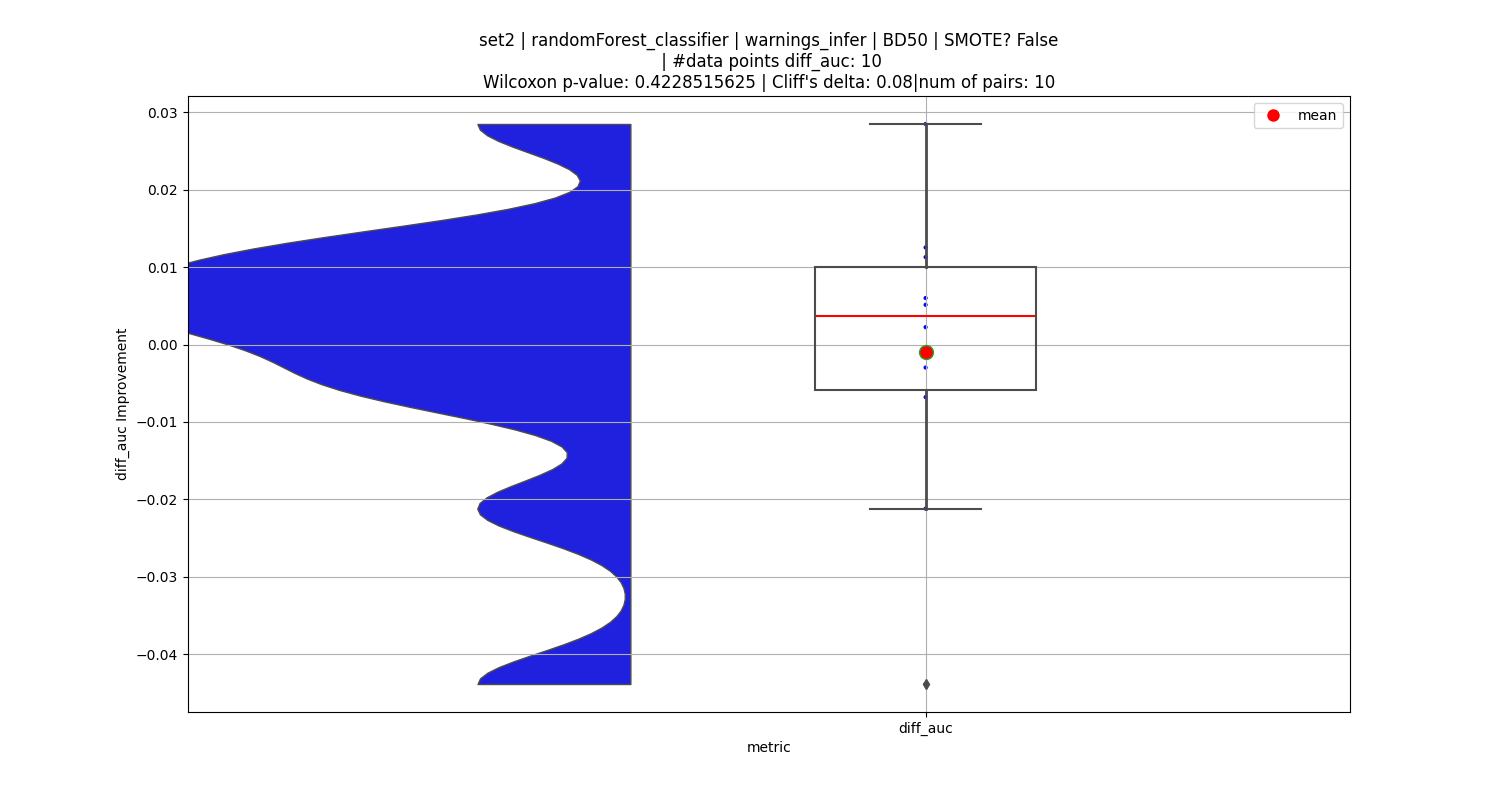 set2 | randomForest_classifier | warnings_infer | BD50 | SMOTE? False
| #data points diff_auc: 10
Wilcoxon p-value: 0.4228515625 | Cliff's delta: 0.08|num of pairs: 10
mean
0.03
0.02
0.01
0.00
−0.01
−0.02
−0.03
−0.04
diff_auc Improvement
diff_auc
metric